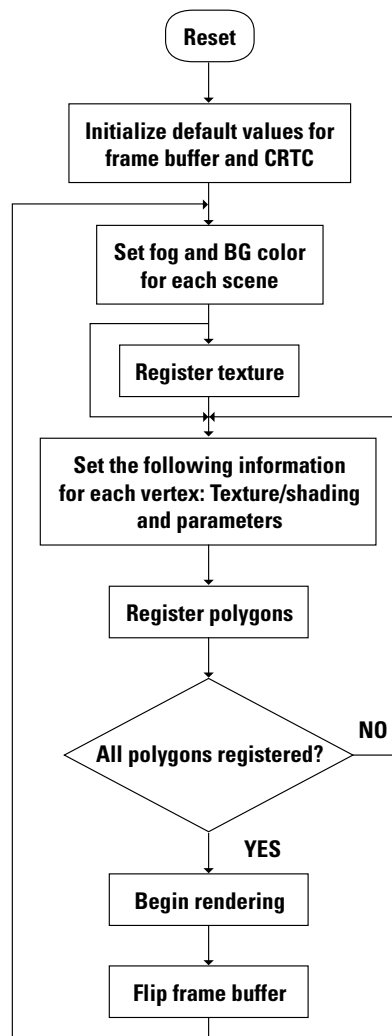 Reset
Initialize default values for
frame buffer and CRTC
Set fog and BG color
for each scene
Register texture
Set the following information
for each vertex: Texture/shading
and parameters
Register polygons
All polygons registered?
NO
YES
Begin rendering
Flip frame buffer